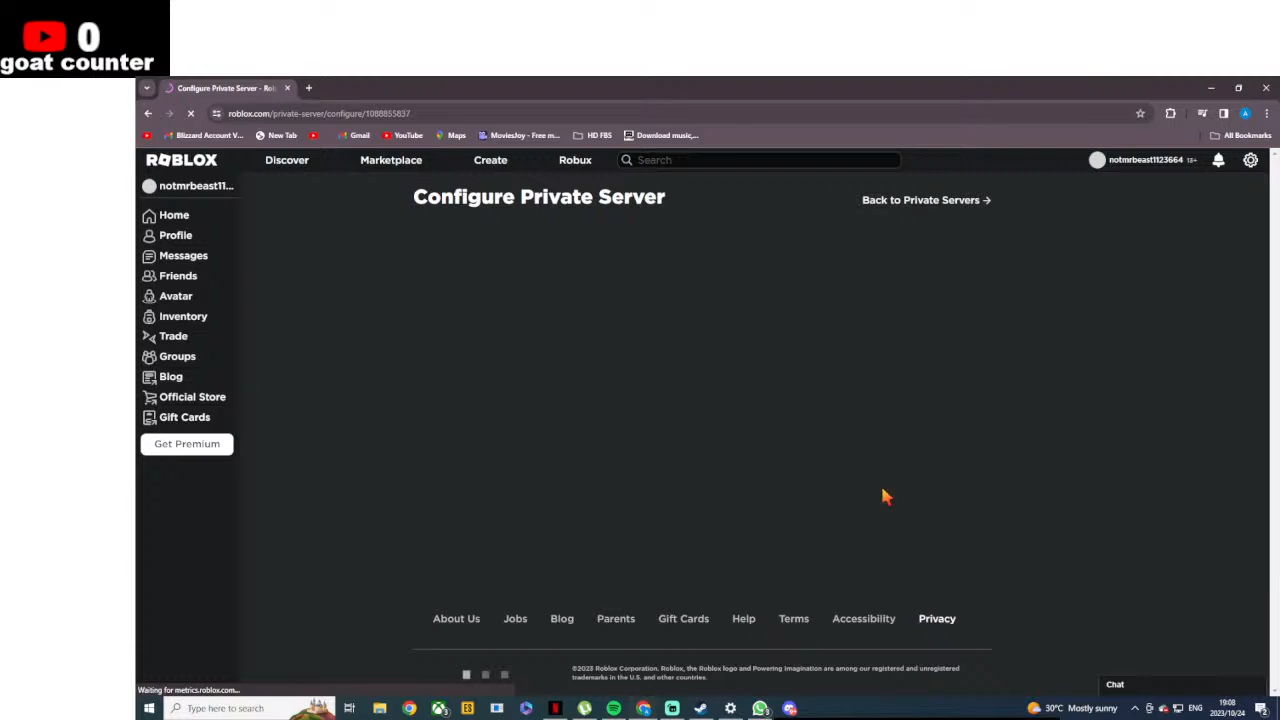 0
goat counter
Configure Private Server - Rob
roblox.com/private-server/configure/1088855837
Blizzard Account V...
New Tab
Gmail
YouTube
Maps
MoviesJoy - Free m...
HD FBS
Download music,...
All Bookmarks
ROBLOX
Discover
Marketplace
Create
Robux
Search
notmrbeast1123664
13+
notmrbeast11...
Home
Profile
Messages
Friends
Avatar
Inventory
Trade
Groups
Blog
Official Store
Gift Cards
Get Premium
Configure Private Server
Back to Private Servers →
About Us
Jobs
Blog
Parents
Gift Cards
Help
Terms
Accessibility
Privacy
©2023 Roblox Corporation. Roblox, the Roblox logo and Powering Imagination are among our registered and unregistered
trademarks in the U.S. and other countries.
Chat
Waiting for metrics.roblox.com...
Type here to search
30°C Mostly sunny
ENG
19:08
2023/10/24